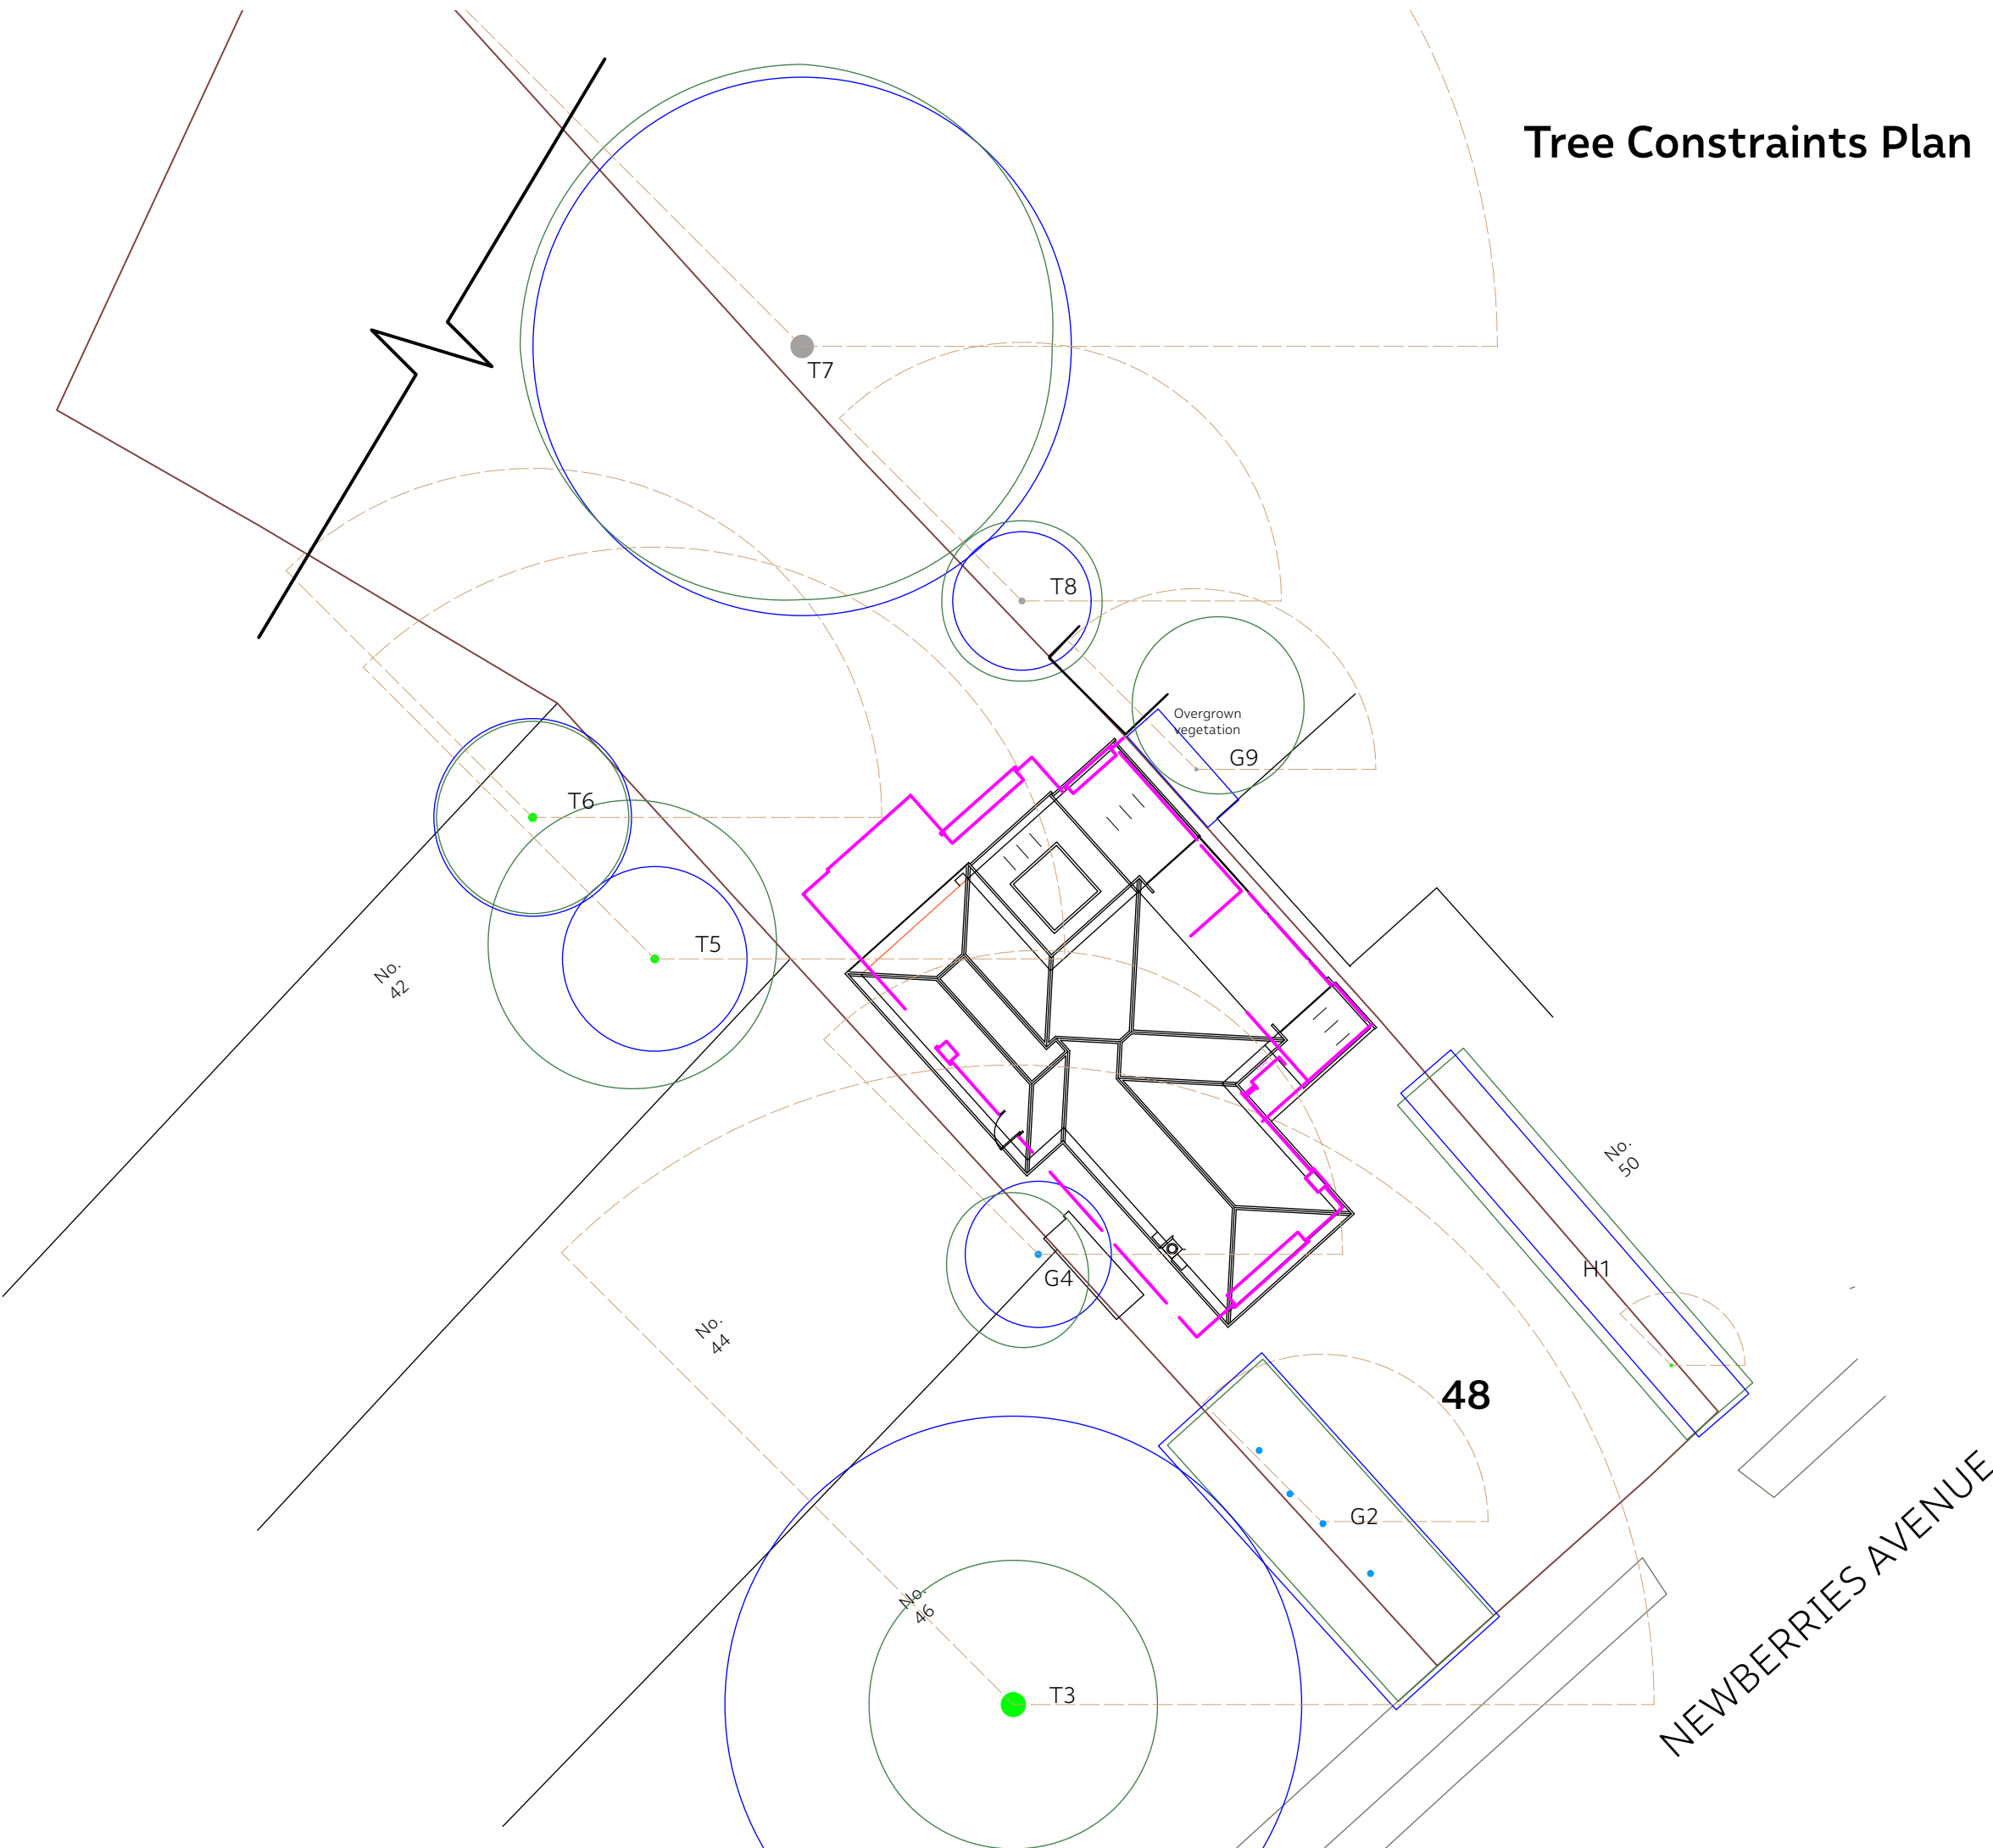 Tree Constraints Plan
T7
T8
Overgrown
vegetation
G9
T6
T5
No.
42
No.
50
H1
G4
No.
44
48
G2
No.
46
T3
NEWBERRIES AVENUE